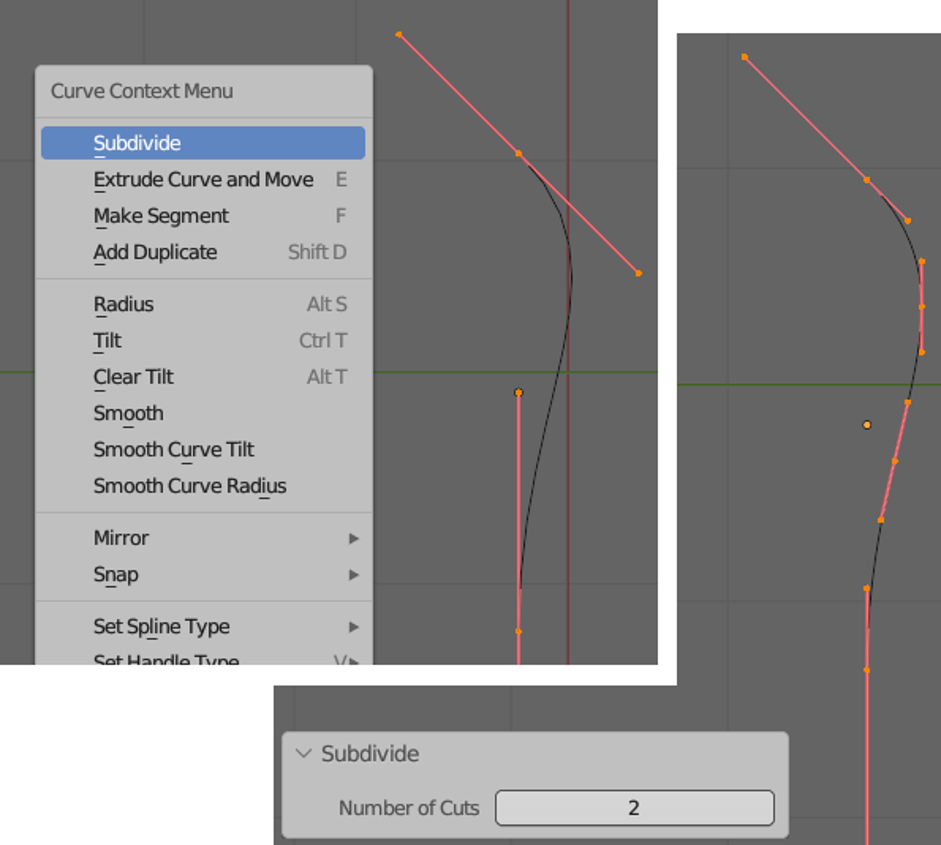 Curve Context Menu
Subdivide
Extrude Curve and Move E
Make Segment F
Add Duplicate Shift D
Radius Alt S
Tilt Ctrl T
Clear Tilt Alt T
Smooth
Smooth Curve Tilt
Smooth Curve Radius
Mirror
Snap
Set Spline Type
Set Handle Type V
Subdivide
Number of Cuts 2